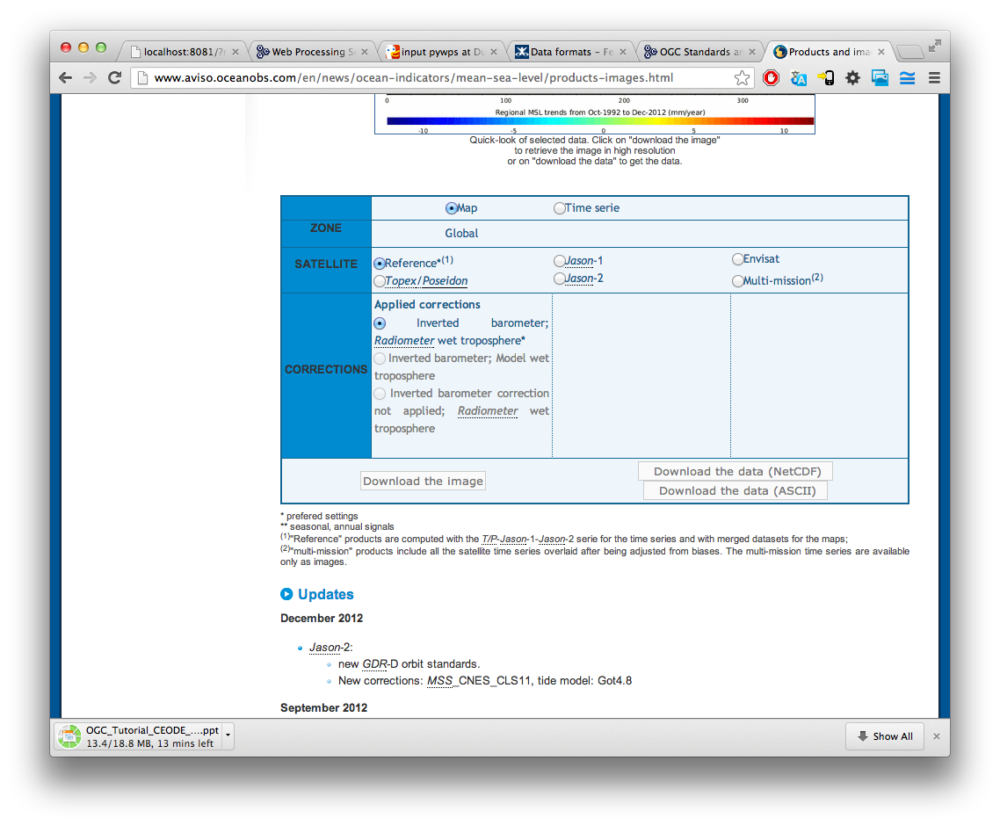 localhost:8081/?r
Web Processing S
input pywps at D
Data formats – Fe
OGC Standards an
Products and ima
www.aviso.oceanobs.com/en/news/ocean-indicators/mean-sea-level/products-images.html
0 100 200 300
Regional MSL trends from Oct-1992 to Dec-2012 (mm/year)
-10 -5 0 5 10
Quick-look of selected data. Click on "download the image"
to retrieve the image in high resolution
or on "download the data" to get the data.
Map Time serie
ZONE
Global
SATELLITE
Reference*(1) Jason-1 Envisat
Topex/Poseidon Jason-2 Multi-mission(2)
CORRECTIONS
Applied corrections
Inverted barometer;
Radiometer wet troposphere*
Inverted barometer; Model wet
troposphere
Inverted barometer correction
not applied; Radiometer wet
troposphere
Download the image
Download the data (NetCDF)
Download the data (ASCII)
* prefered settings
** seasonal, annual signals
(1)"Reference" products are computed with the T/P-Jason-1-Jason-2 serie for the time series and with merged datasets for the maps;
(2)"multi-mission" products include all the satellite time series overlaid after being adjusted from biases. The multi-mission time series are available
only as images.
Updates
December 2012
Jason-2:
new GDR-D orbit standards.
New corrections: MSS_CNES_CLS11, tide model: Got4.8
September 2012
OGC_Tutorial_CEODE_....ppt
13.4/18.8 MB, 13 mins left
Show All